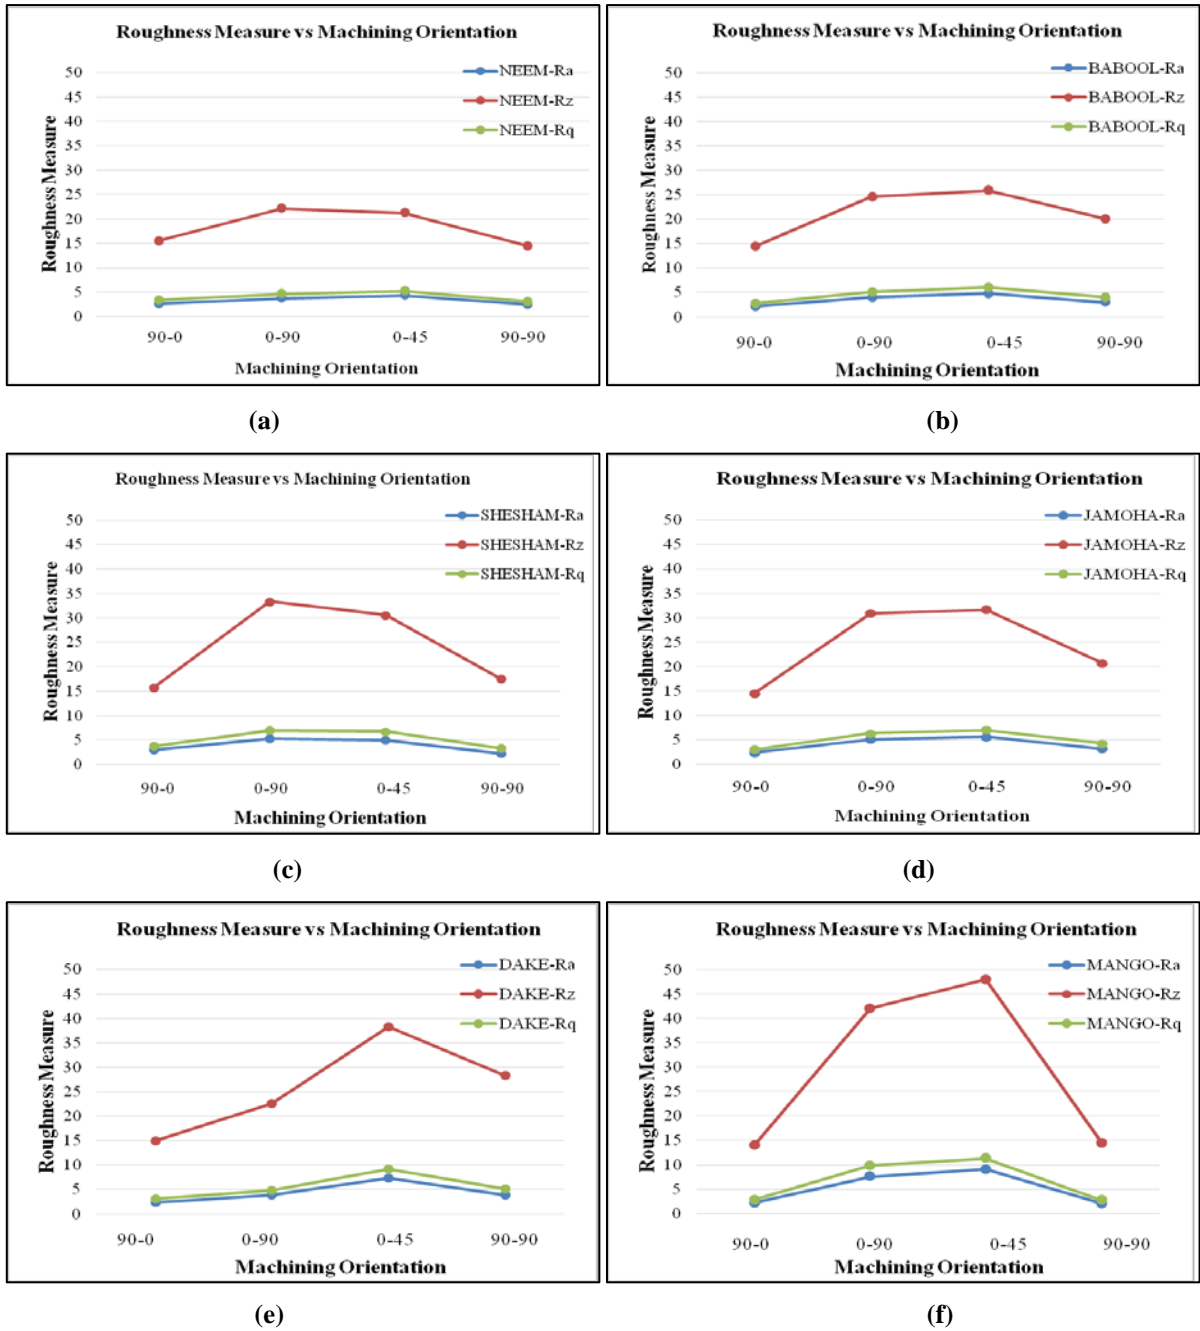 Roughness Measure vs Machining Orientation
NEEM-Ra
NEEM-Rz
NEEM-Rq
50
45
40
35
30
25
20
15
10
5
0
Roughness Measure
90-0 0-90 0-45 90-90
Machining Orientation
(a)
Roughness Measure vs Machining Orientation
BABOOL-Ra
BABOOL-Rz
BABOOL-Rq
50
45
40
35
30
25
20
15
10
5
0
Roughness Measure
90-0 0-90 0-45 90-90
Machining Orientation
(b)
Roughness Measure vs Machining Orientation
SHESHAM-Ra
SHESHAM-Rz
SHESHAM-Rq
50
45
40
35
30
25
20
15
10
5
0
Roughness Measure
90-0 0-90 0-45 90-90
Machining Orientation
(c)
Roughness Measure vs Machining Orientation
JAMOHA-Ra
JAMOHA-Rz
JAMOHA-Rq
50
45
40
35
30
25
20
15
10
5
0
Roughness Measure
90-0 0-90 0-45 90-90
Machining Orientation
(d)
Roughness Measure vs Machining Orientation
DAKE-Ra
DAKE-Rz
DAKE-Rq
50
45
40
35
30
25
20
15
10
5
0
Roughness Measure
90-0 0-90 0-45 90-90
Machining Orientation
(e)
Roughness Measure vs Machining Orientation
MANGO-Ra
MANGO-Rz
MANGO-Rq
50
45
40
35
30
25
20
15
10
5
0
Roughness Measure
90-0 0-90 0-45 90-90
Machining Orientation
(f)